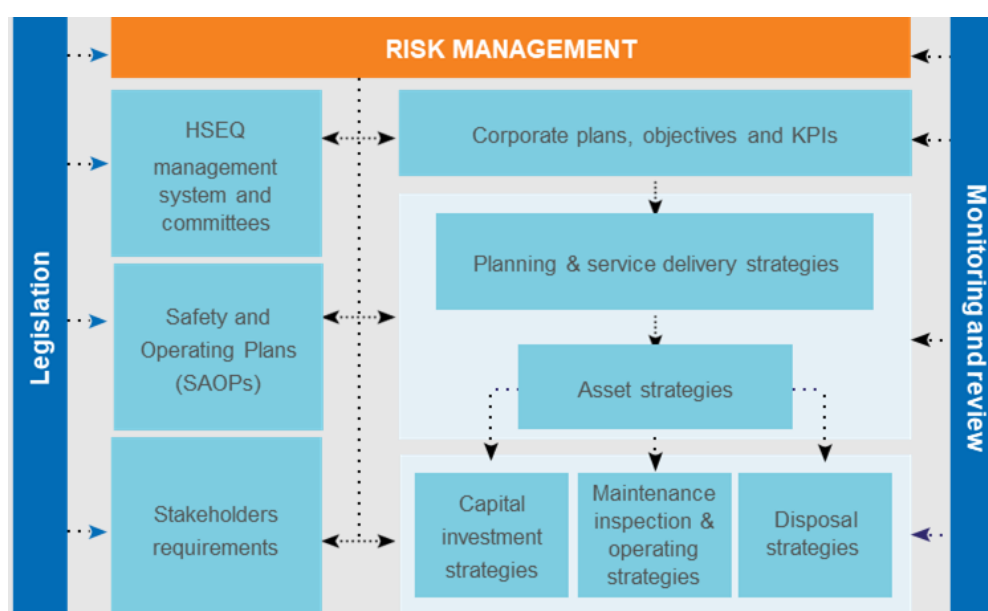 RISK MANAGEMENT
Legislation
HSEQ
management
system and
committees
Corporate plans, objectives and KPIs
Planning & service delivery strategies
Safety and
Operating Plans
(SAOPs)
Asset strategies
Stakeholders
requirements
Capital
investment
strategies
Maintenance
inspection &
operating
strategies
Disposal
strategies
Monitoring and review